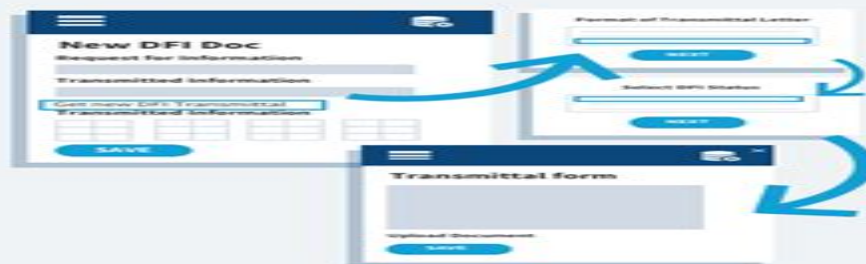 New DFI Doc
Request for Information
Transmitted Information
Get new DFI Transmittal
Transmitted Information
SAVE
Format of Transmittal Letter
NEXT
Select DFI Status
NEXT
Transmittal form
Upload Document
SAVE